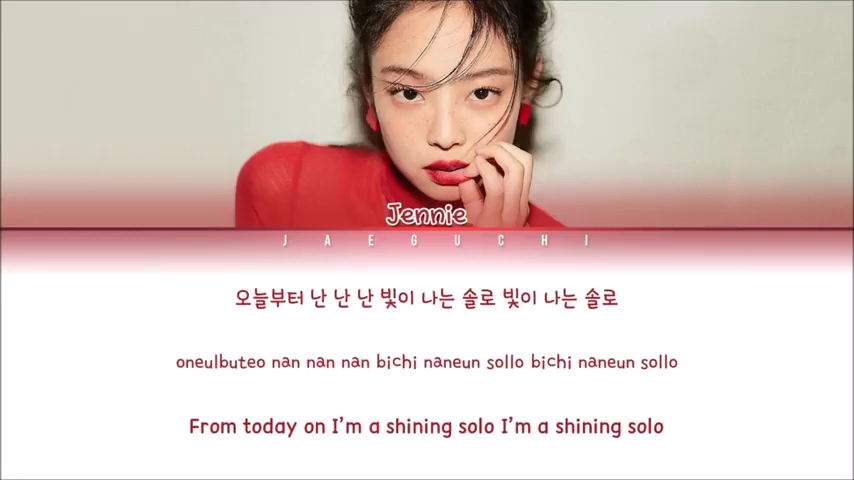 Jennie
JAEGUCHI
오늘부터 난 난 난 빛이 나는 솔로 빛이 나는 솔로
oneulbuteo nan nan nan bichi naneun sollo bichi naneun sollo
From today on I'm a shining solo I'm a shining solo